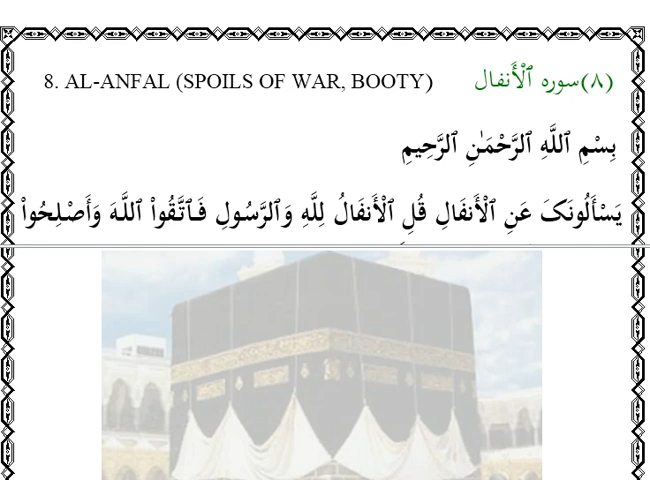 8. AL-ANFAL (SPOILS OF WAR, BOOTY) (٨)سوره ٱلْأَنفال
بِسْمِ ٱللَّهِ ٱلرَّحْمَـٰنِ ٱلرَّحِيمِ
يَسْأَلُونَكَ عَنِ ٱلْأَنفَالِ قُلِ ٱلْأَنفَالُ لِلَّهِ وَٱلرَّسُولِ فَٱتَّقُواْ ٱللَّهَ وَأَصْلِحُواْ